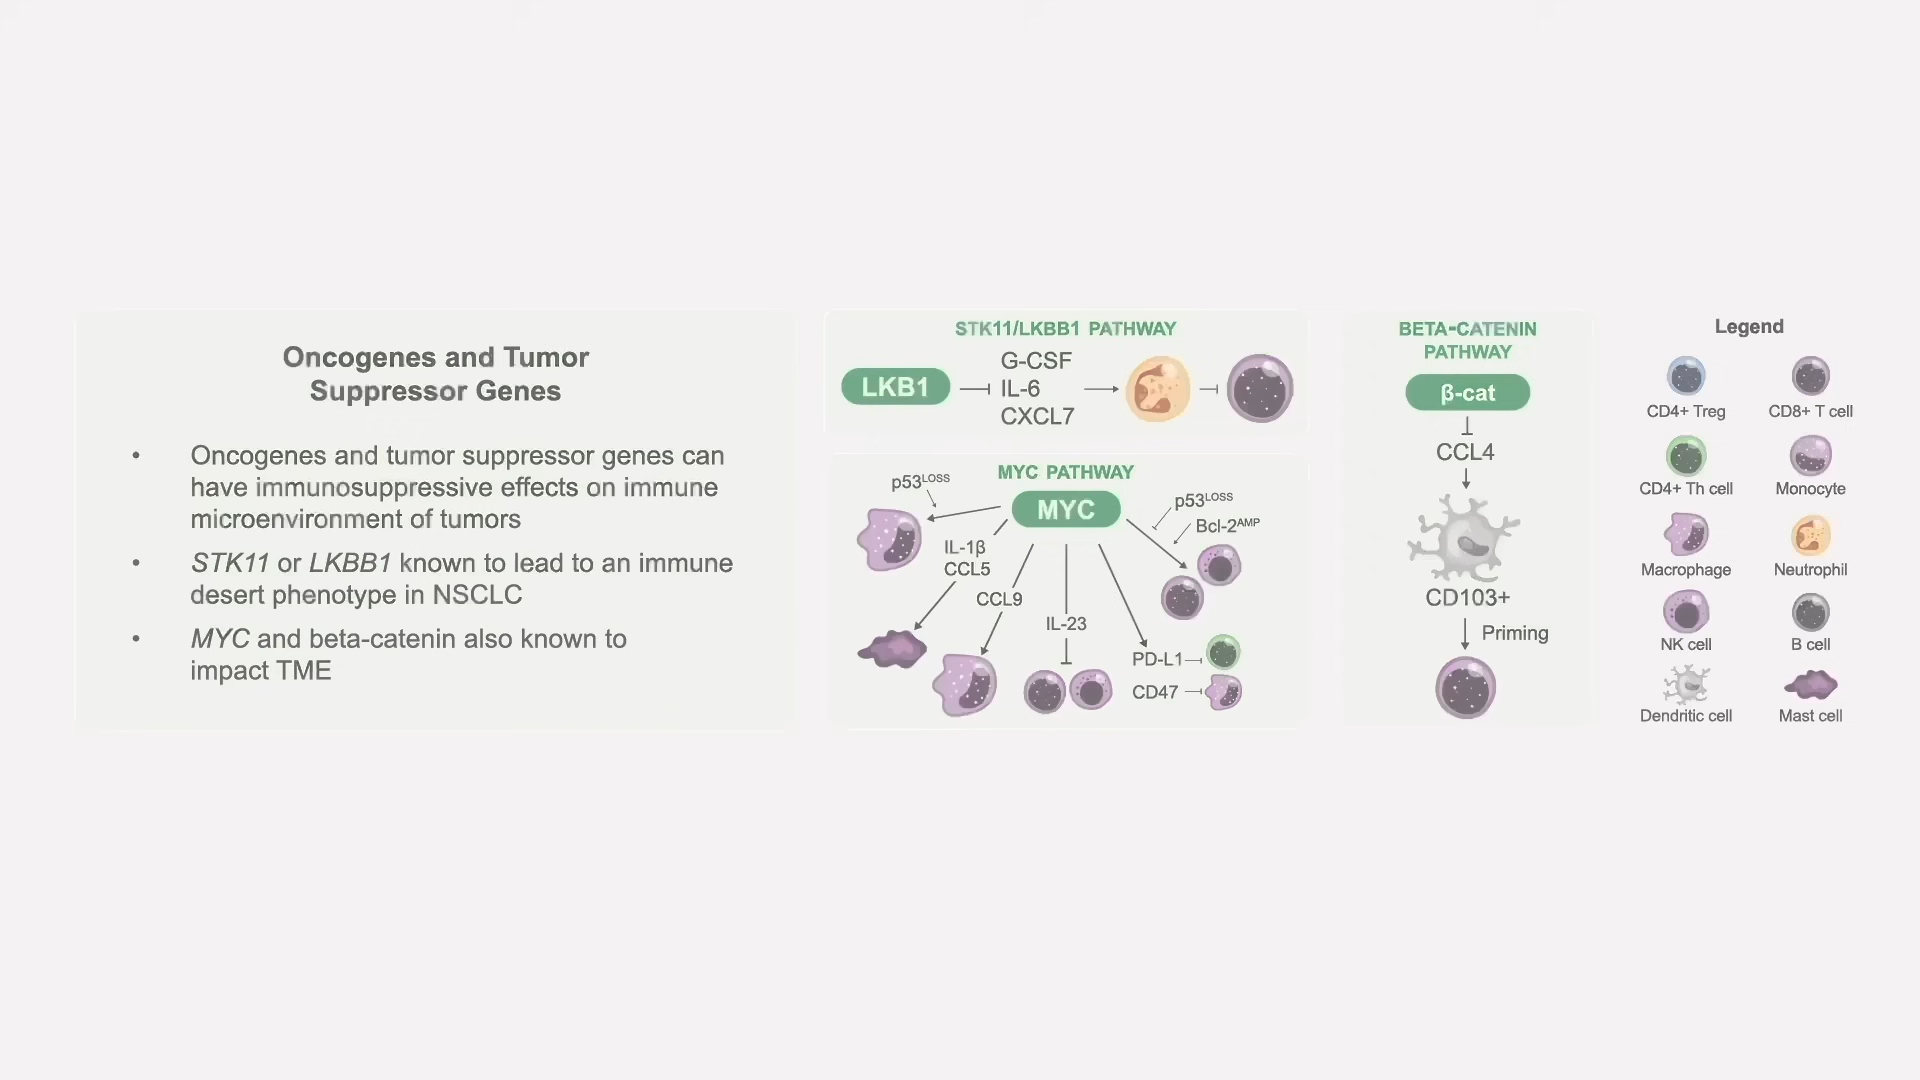 Oncogenes and Tumor
Suppressor Genes
• Oncogenes and tumor suppressor genes can
have immunosuppressive effects on immune
microenvironment of tumors
• STK11 or LKBB1 known to lead to an immune
desert phenotype in NSCLC
• MYC and beta-catenin also known to
impact TME
STK11/LKBB1 PATHWAY
LKB1
G-CSF
IL-6
CXCL7
MYC PATHWAY
p53LOSS
MYC
p53LOSS
Bcl-2AMP
IL-1β
CCL5
CCL9
IL-23
PD-L1
CD47
BETA-CATENIN
PATHWAY
β-cat
CCL4
CD103+
Priming
Legend
CD4+ Treg
CD8+ T cell
CD4+ Th cell
Monocyte
Macrophage
Neutrophil
NK cell
B cell
Dendritic cell
Mast cell